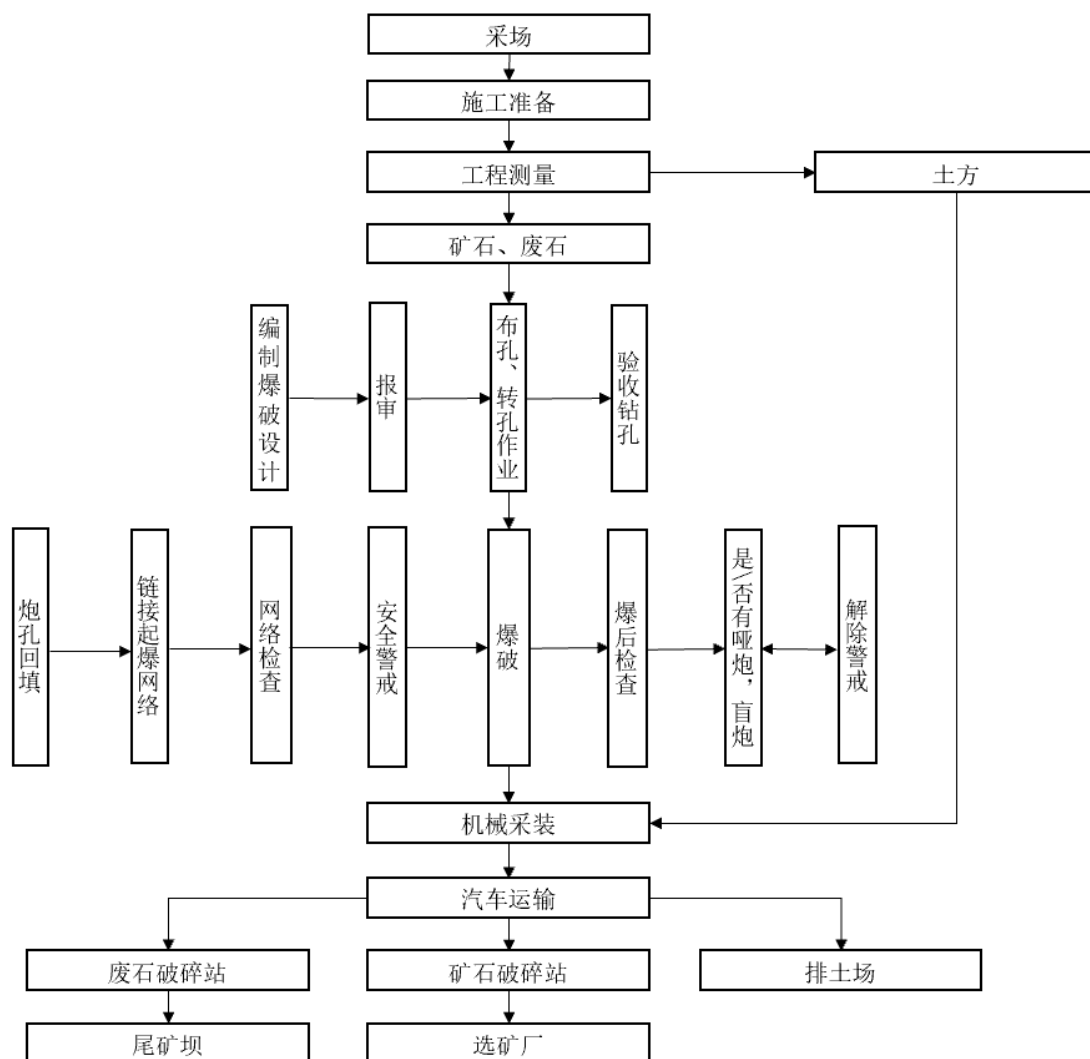 采场
施工准备
工程测量
土方
矿石、废石
编制爆破设计
报审
布孔、转孔作业
验收钻孔
炮孔回填
链接起爆网络
网络检查
安全警戒
爆破
爆后检查
是\否有哑炮，盲炮
解除警戒
机械采装
汽车运输
废石破碎站
矿石破碎站
排土场
尾矿坝
选矿厂